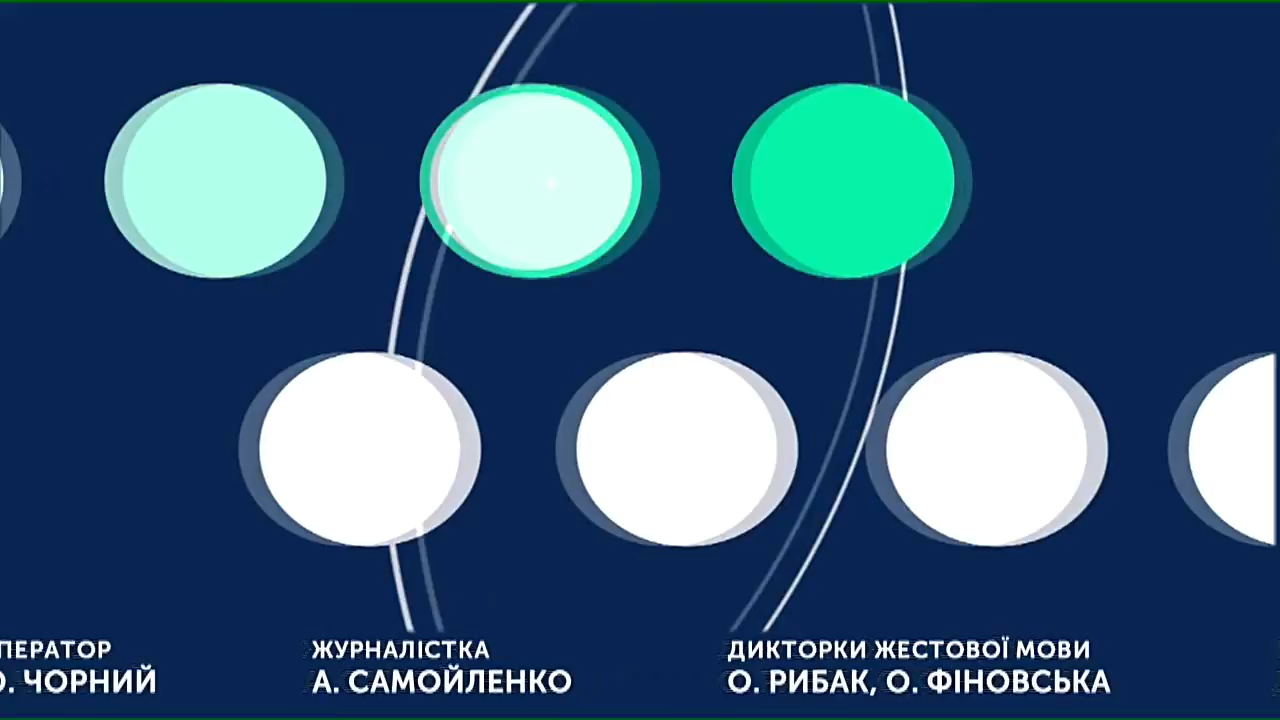 ПЕРАТОР
О. ЧОРНИЙ
ЖУРНАЛІСТКА
А. САМОЙЛЕНКО
ДИКТОРКИ ЖЕСТОВОЇ МОВИ
О. РИБАК, О. ФІНОВСЬКА